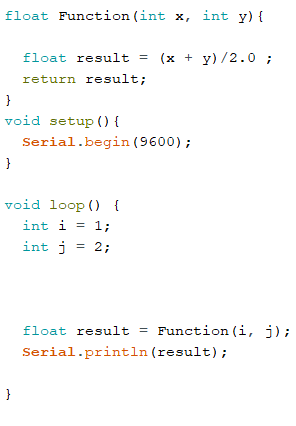 float Function(int x, int y){
float result = (x + y)/2.0 ;
return result;
}
void setup(){
Serial.begin(9600);
}
void loop() {
int i = 1;
int j = 2;
float result = Function(i, j);
Serial.println(result);
}